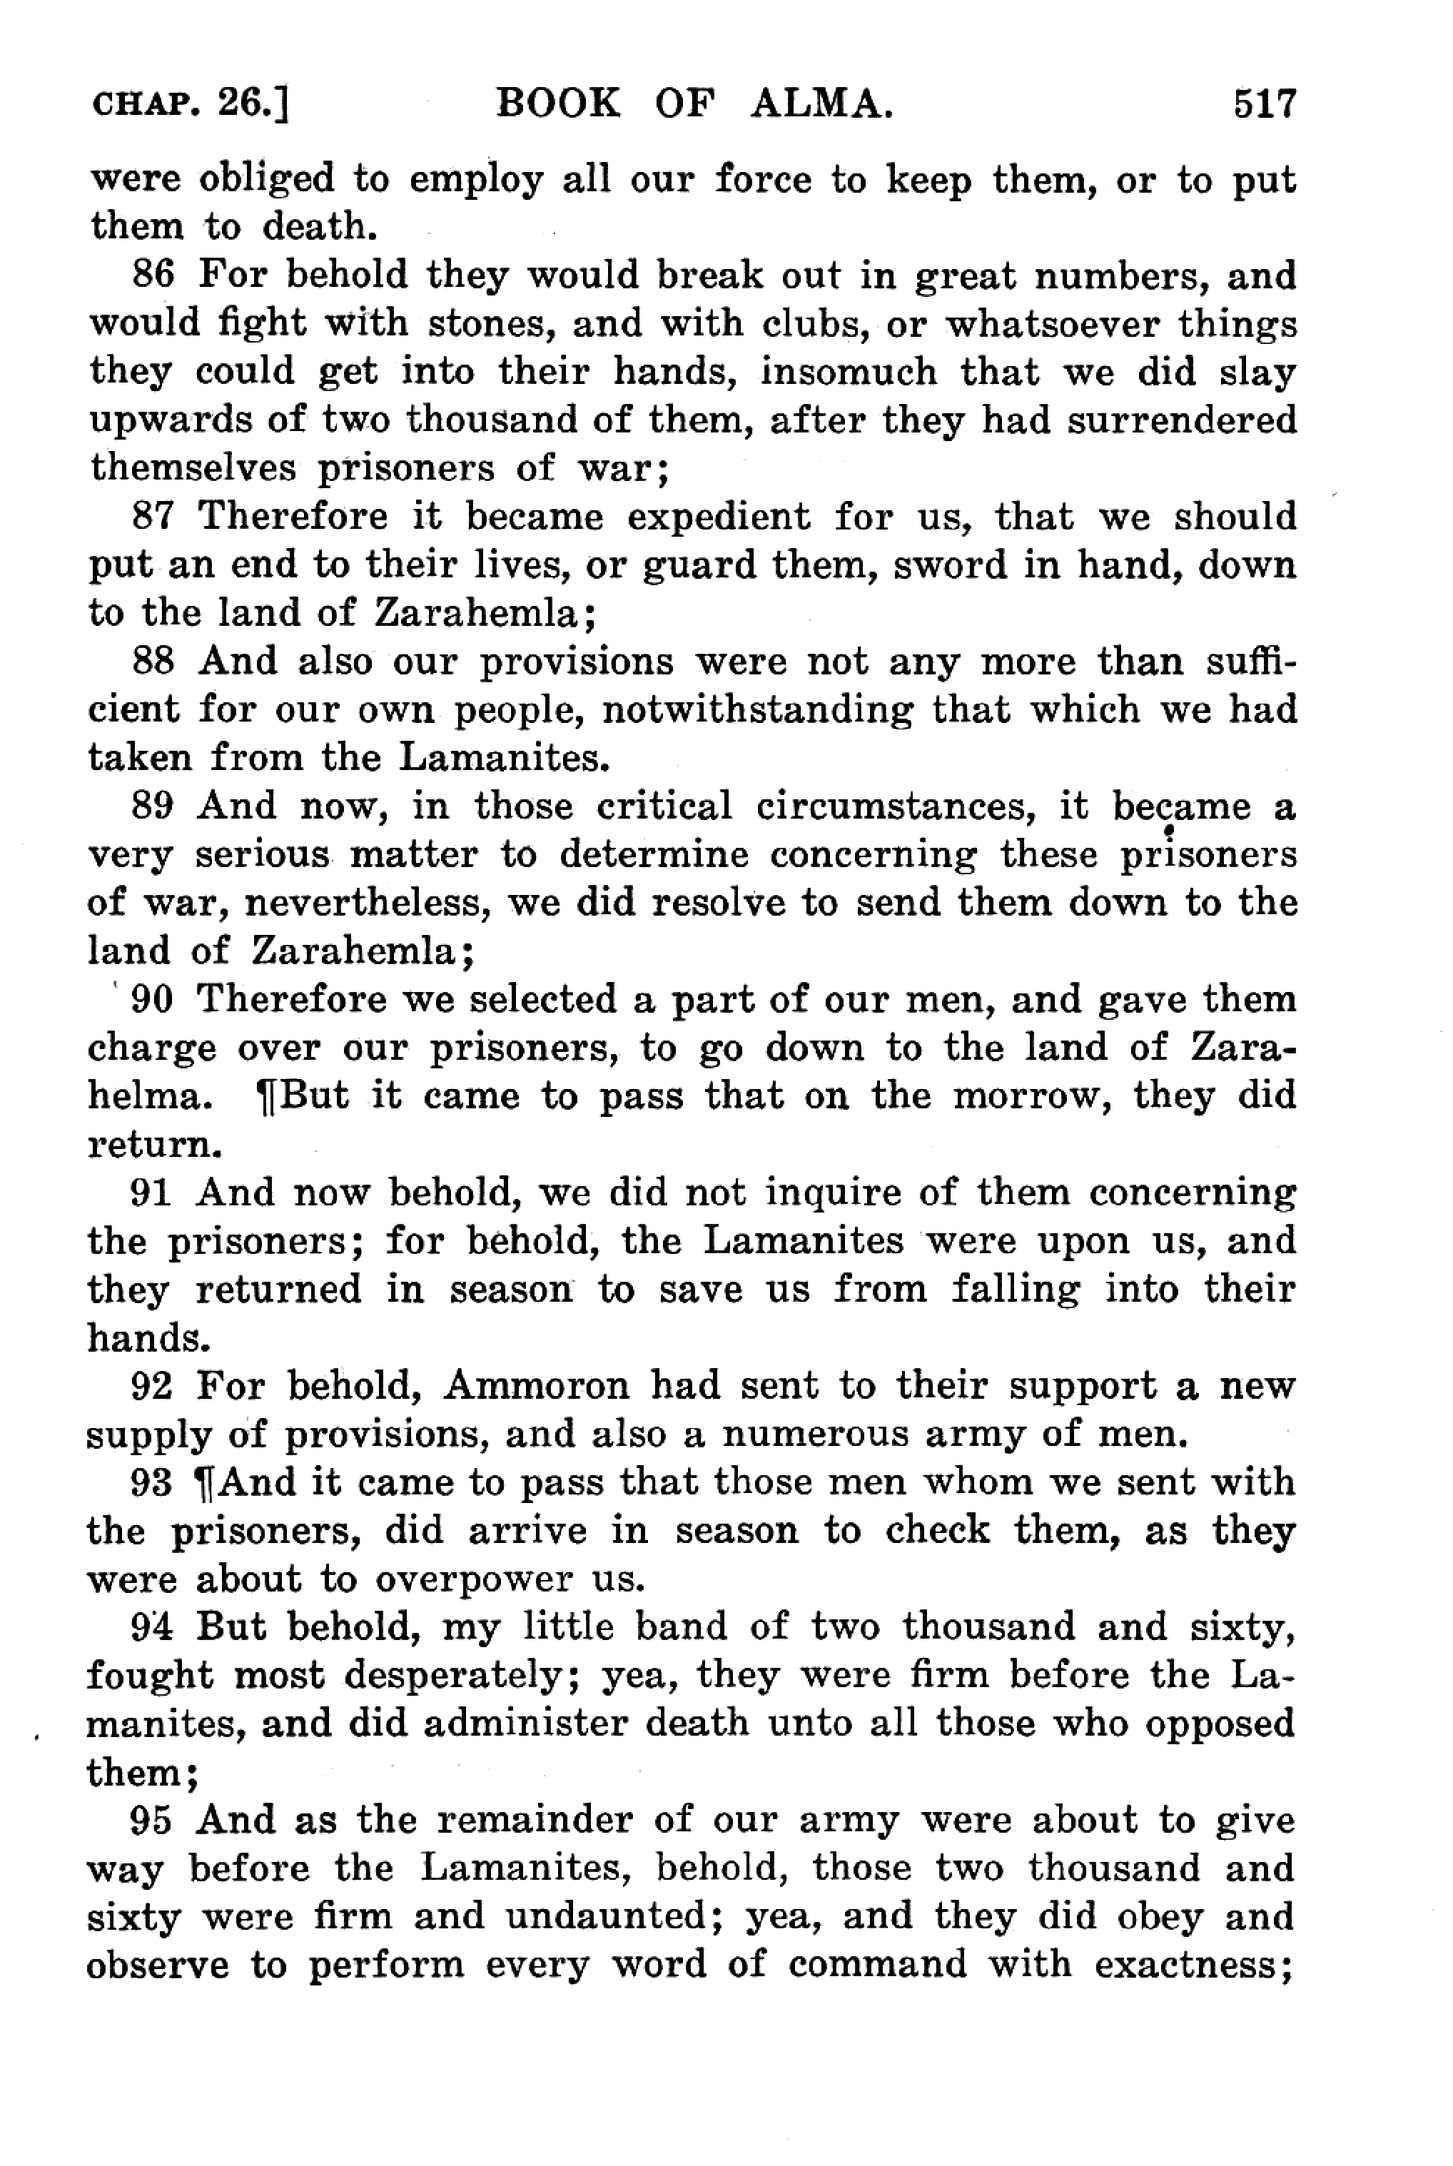 CHAP. 26.] BOOK OF ALMA. 517
were obliged to employ all our force to keep them, or to put
them to death.
86 For behold they would break out in great numbers, and
would fight with stones, and with clubs, or whatsoever things
they could get into their hands, insomuch that we did slay
upwards of two thousand of them, after they had surrendered
themselves prisoners of war;
87 Therefore it became expedient for us, that we should
put an end to their lives, or guard them, sword in hand, down
to the land of Zarahemla;
88 And also our provisions were not any more than suffi-
cient for our own people, notwithstanding that which we had
taken from the Lamanites.
89 And now, in those critical circumstances, it became a
very serious matter to determine concerning these prisoners
of war, nevertheless, we did resolve to send them down to the
land of Zarahemla;
90 Therefore we selected a part of our men, and gave them
charge over our prisoners, to go down to the land of Zara-
helma. ¶But it came to pass that on the morrow, they did
return.
91 And now behold, we did not inquire of them concerning
the prisoners; for behold, the Lamanites were upon us, and
they returned in season to save us from falling into their
hands.
92 For behold, Ammoron had sent to their support a new
supply of provisions, and also a numerous army of men.
93 ¶And it came to pass that those men whom we sent with
the prisoners, did arrive in season to check them, as they
were about to overpower us.
94 But behold, my little band of two thousand and sixty,
fought most desperately; yea, they were firm before the La-
manites, and did administer death unto all those who opposed
them;
95 And as the remainder of our army were about to give
way before the Lamanites, behold, those two thousand and
sixty were firm and undaunted; yea, and they did obey and
observe to perform every word of command with exactness;